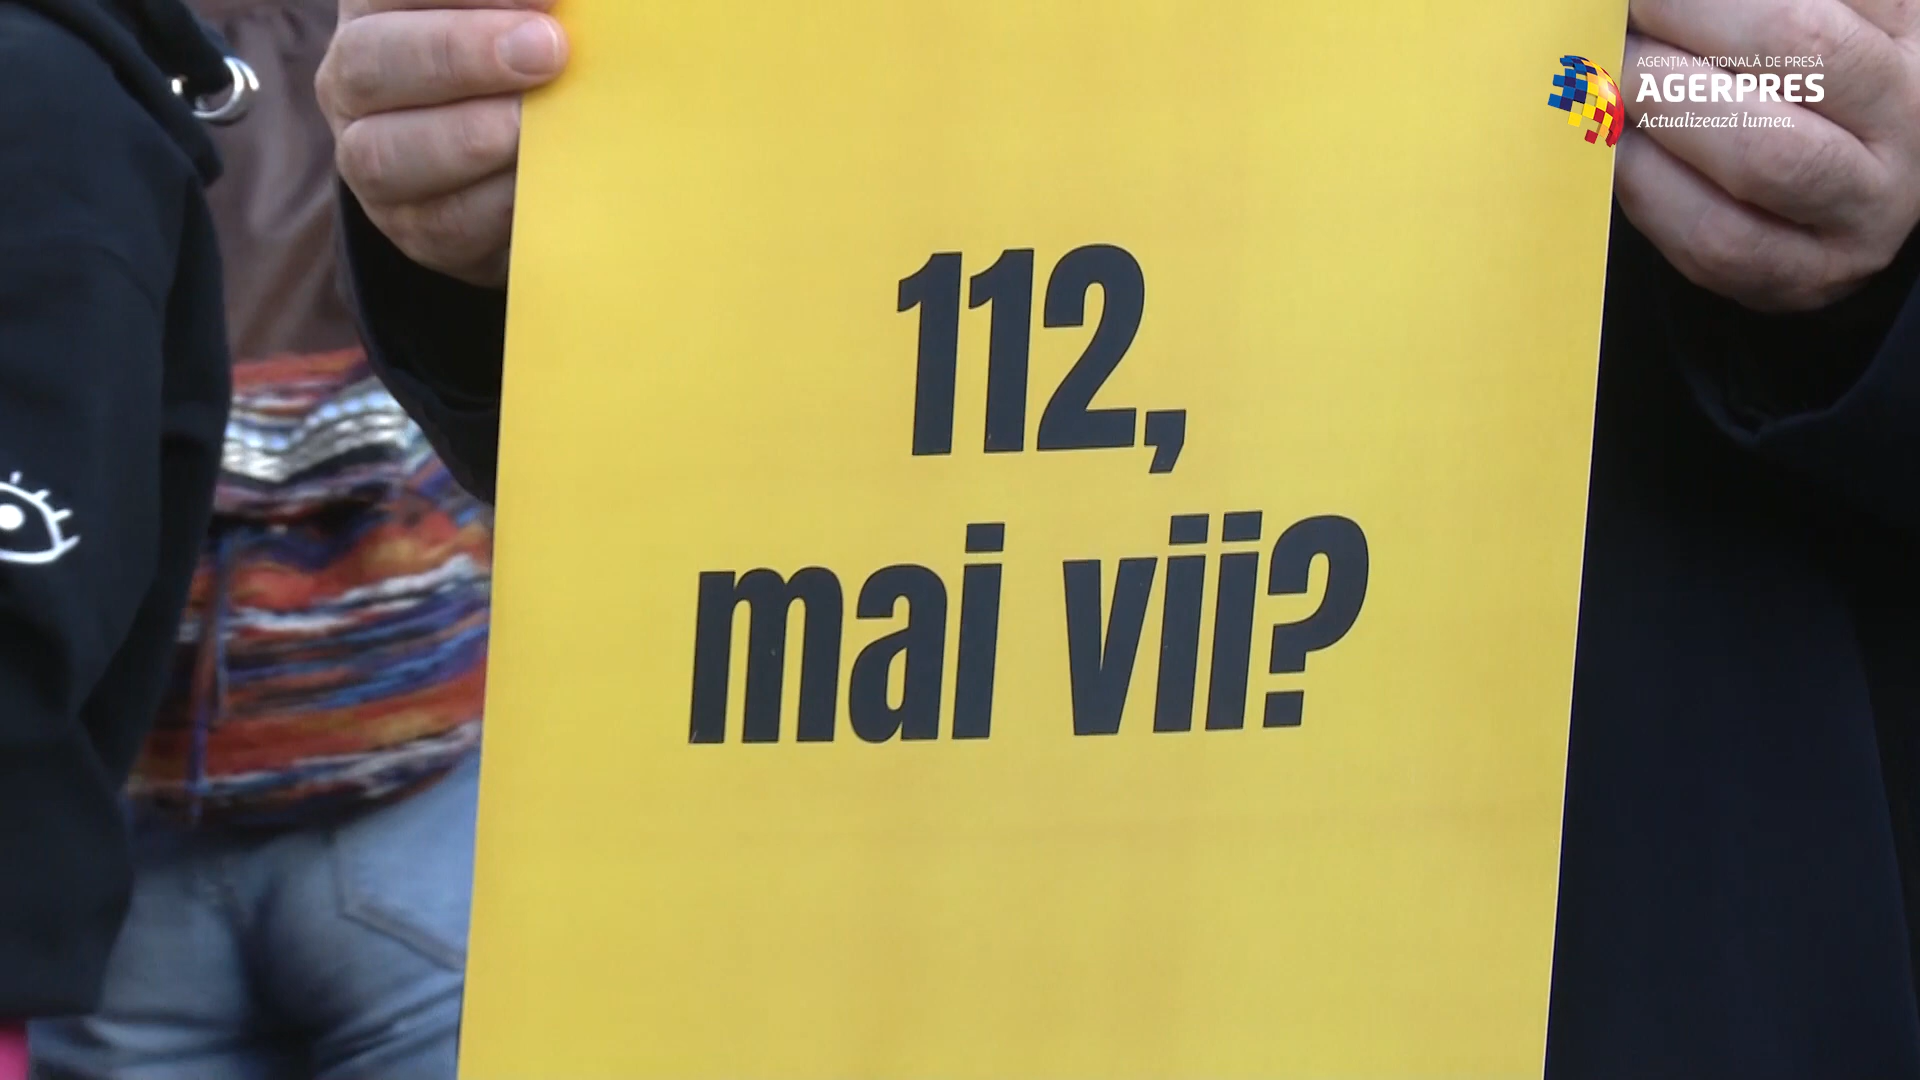 AGENȚIA NAȚIONALĂ DE PRESĂ
AGERPRES
Actualizează lumea.
112,
mai vii?